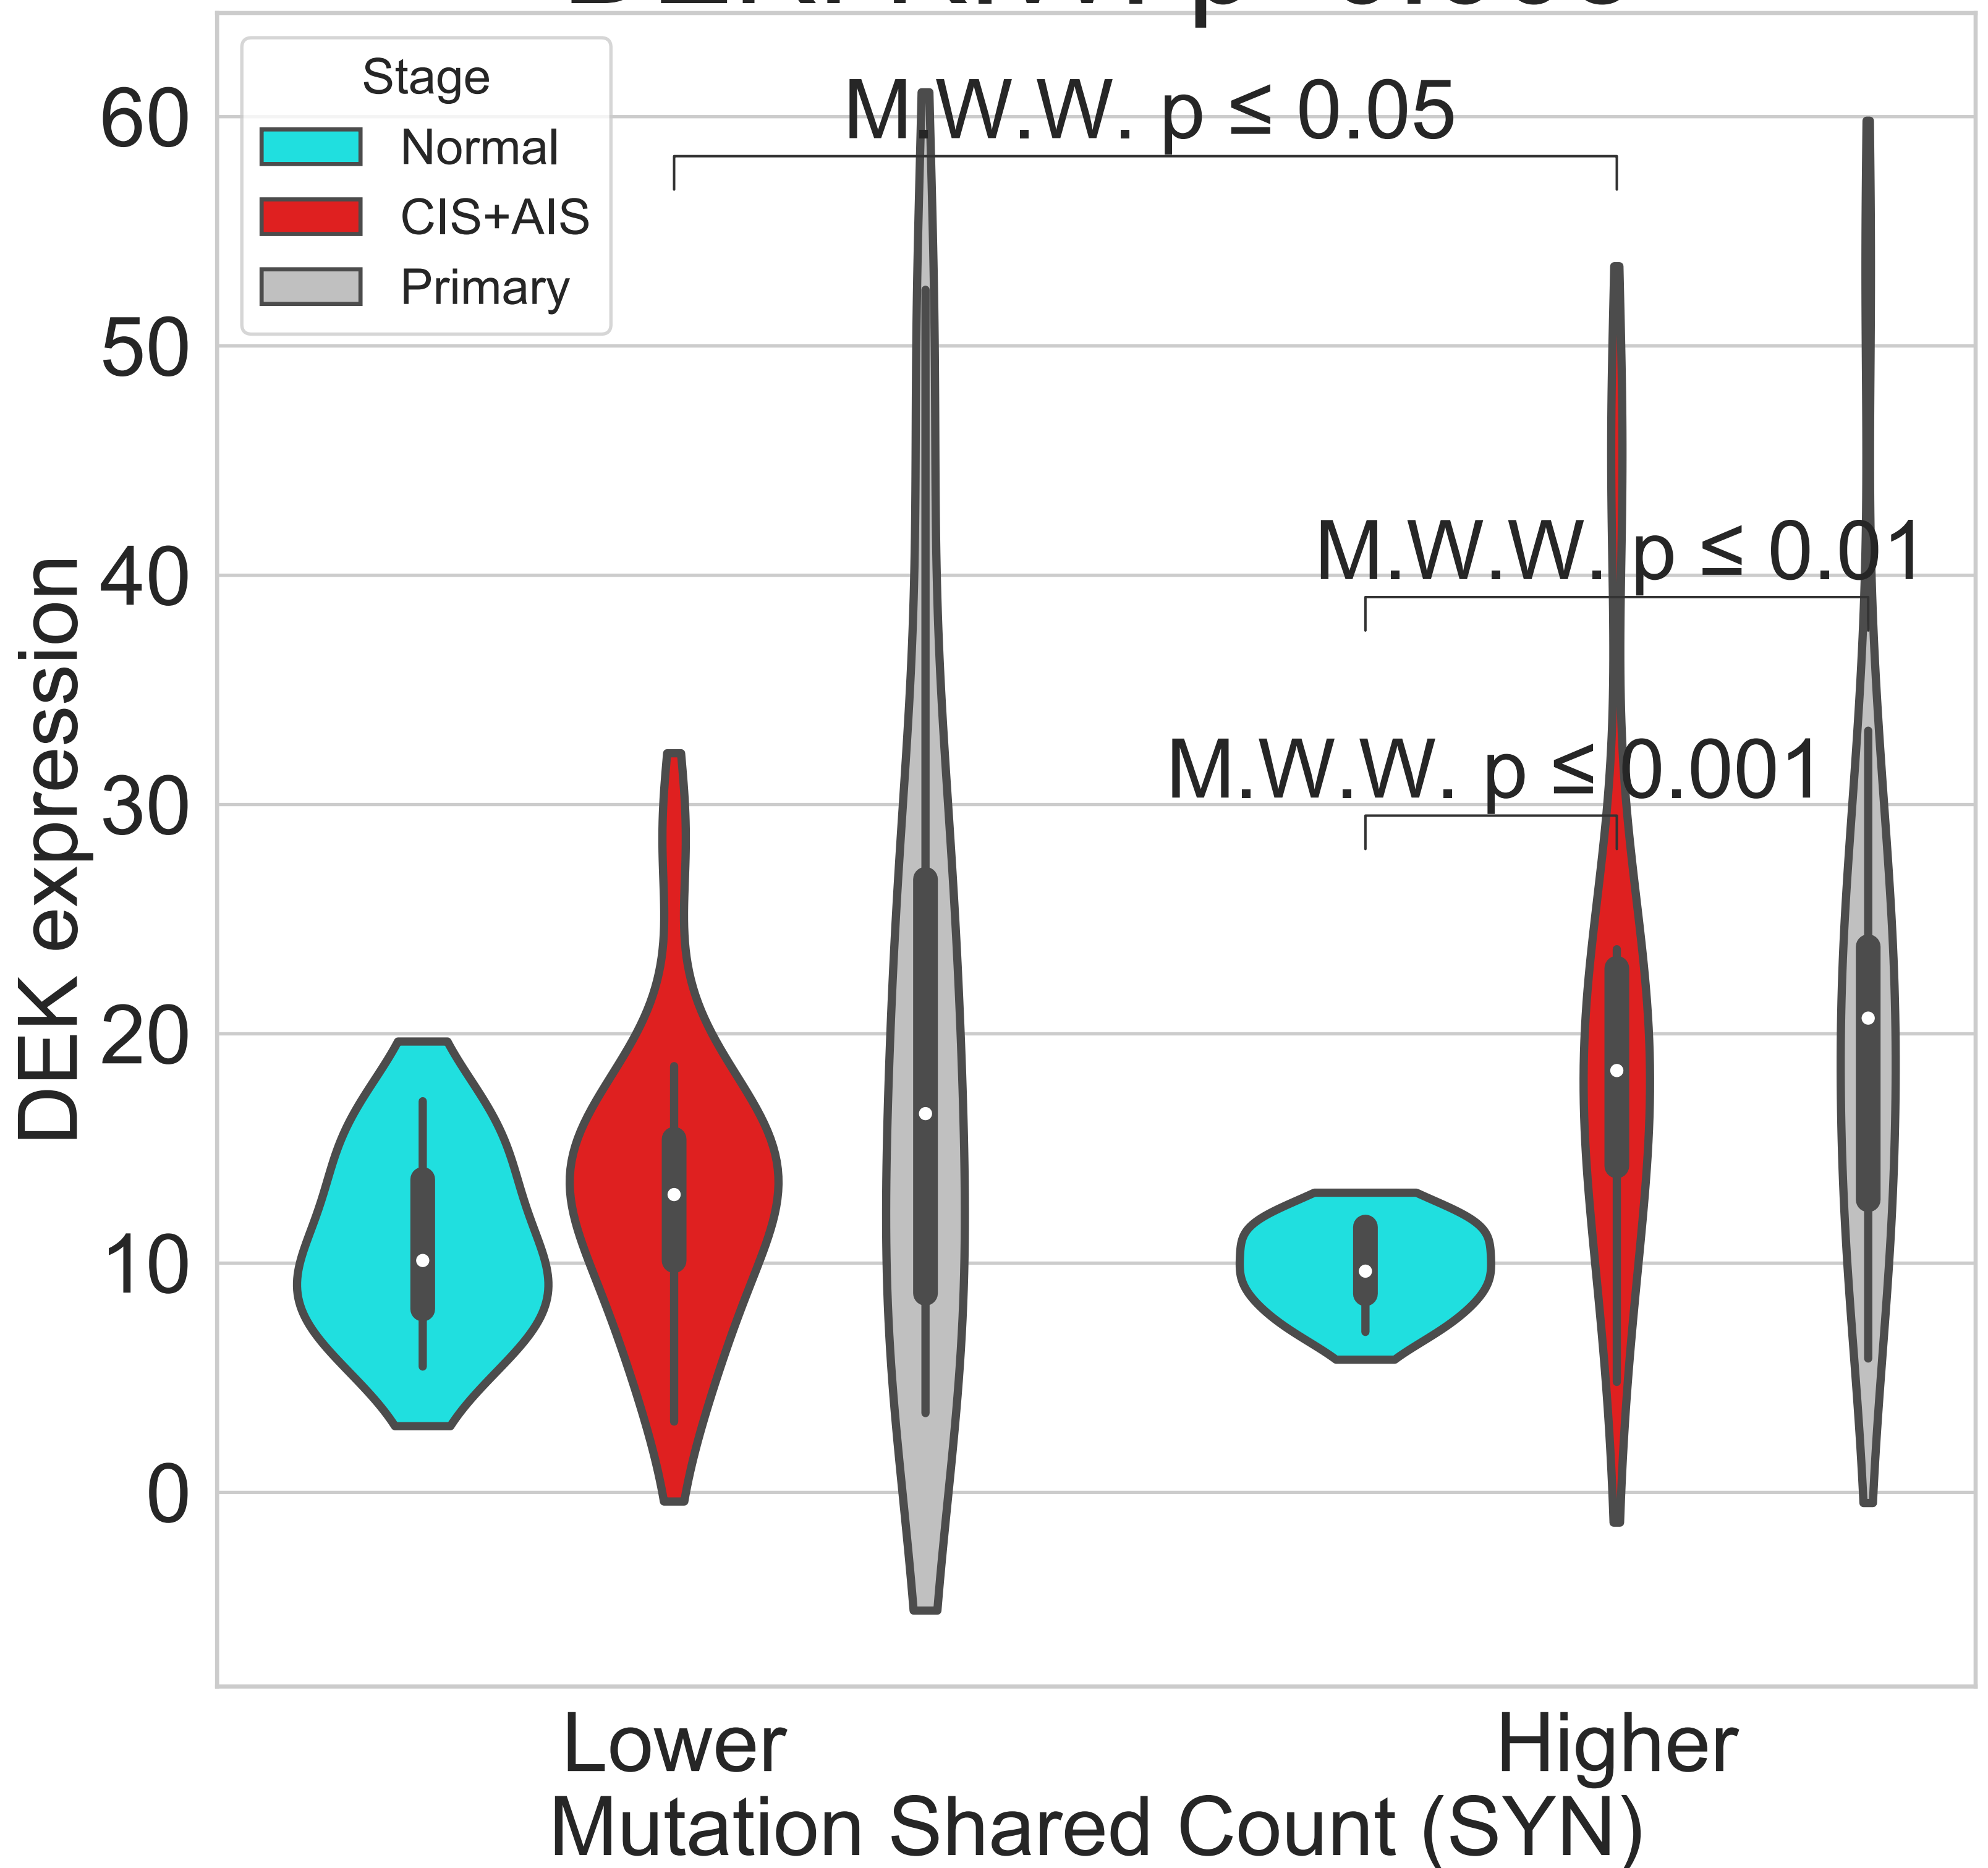 Stage
Normal
CIS+AIS
Primary
M.W.W. p ≤ 0.05
M.W.W. p ≤ 0.01
M.W.W. p ≤ 0.001
60
50
40
30
20
10
0
DEK expression
Lower
Higher
Mutation Shared Count (SYN)